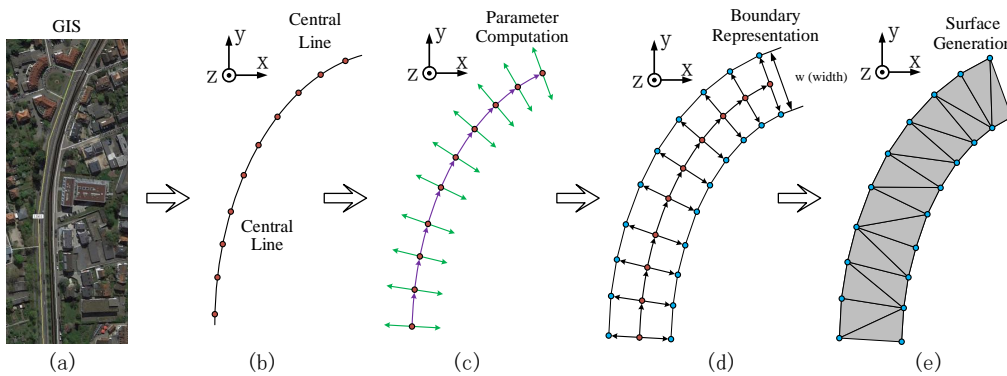 GIS
Central
Line
Parameter
Computation
Boundary
Representation
Surface
Generation
y
x
z
y
x
z
y
x
z
y
x
z
w (width)
Central
Line
(a)
(b)
(c)
(d)
(e)